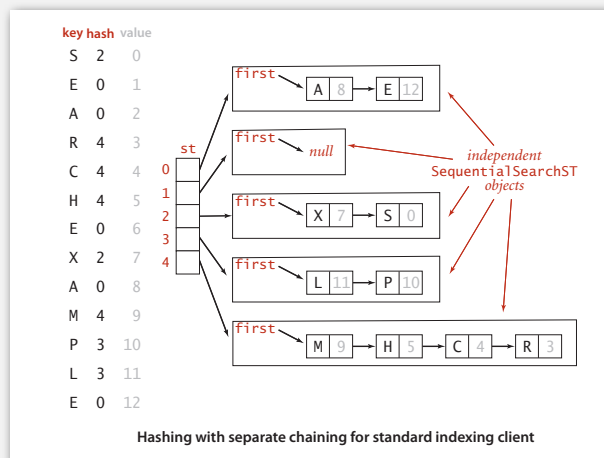 key hash value
S 2 0
E 0 1
A 0 2
R 4 3
C 4 4
H 4 5
E 0 6
X 2 7
A 0 8
M 4 9
P 3 10
L 3 11
E 0 12
st
0
1
2
3
4
first
A 8 E 12
first
null
first
X 7 S 0
first
L 11 P 10
first
M 9 H 5 C 4 R 3
independent
SequentialSearchST
objects
Hashing with separate chaining for standard indexing client